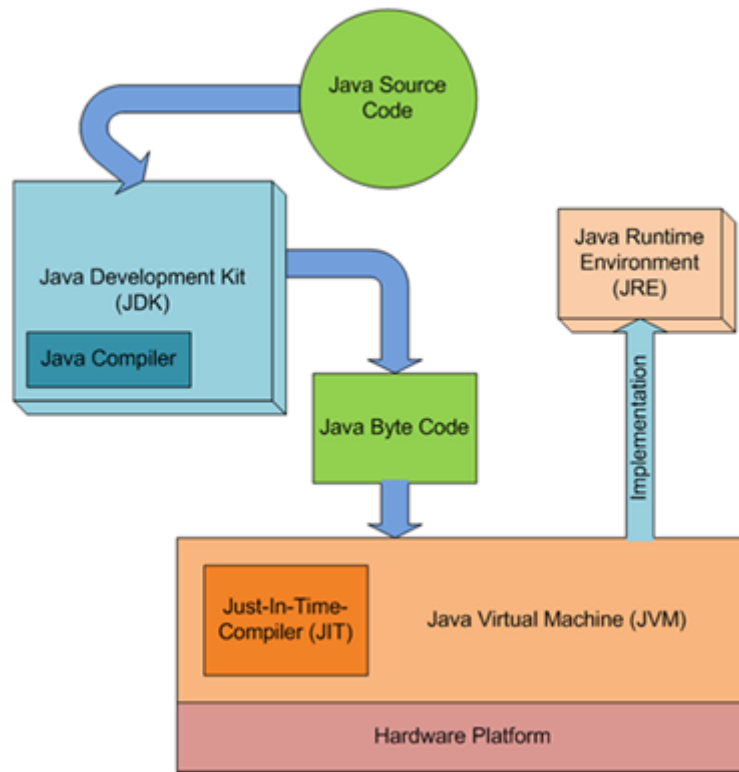 Java Source
Code
Java Development Kit
(JDK)
Java Compiler
Java Runtime
Environment
(JRE)
Java Byte Code
Implementation
Just-In-Time-
Compiler (JIT)
Java Virtual Machine (JVM)
Hardware Platform